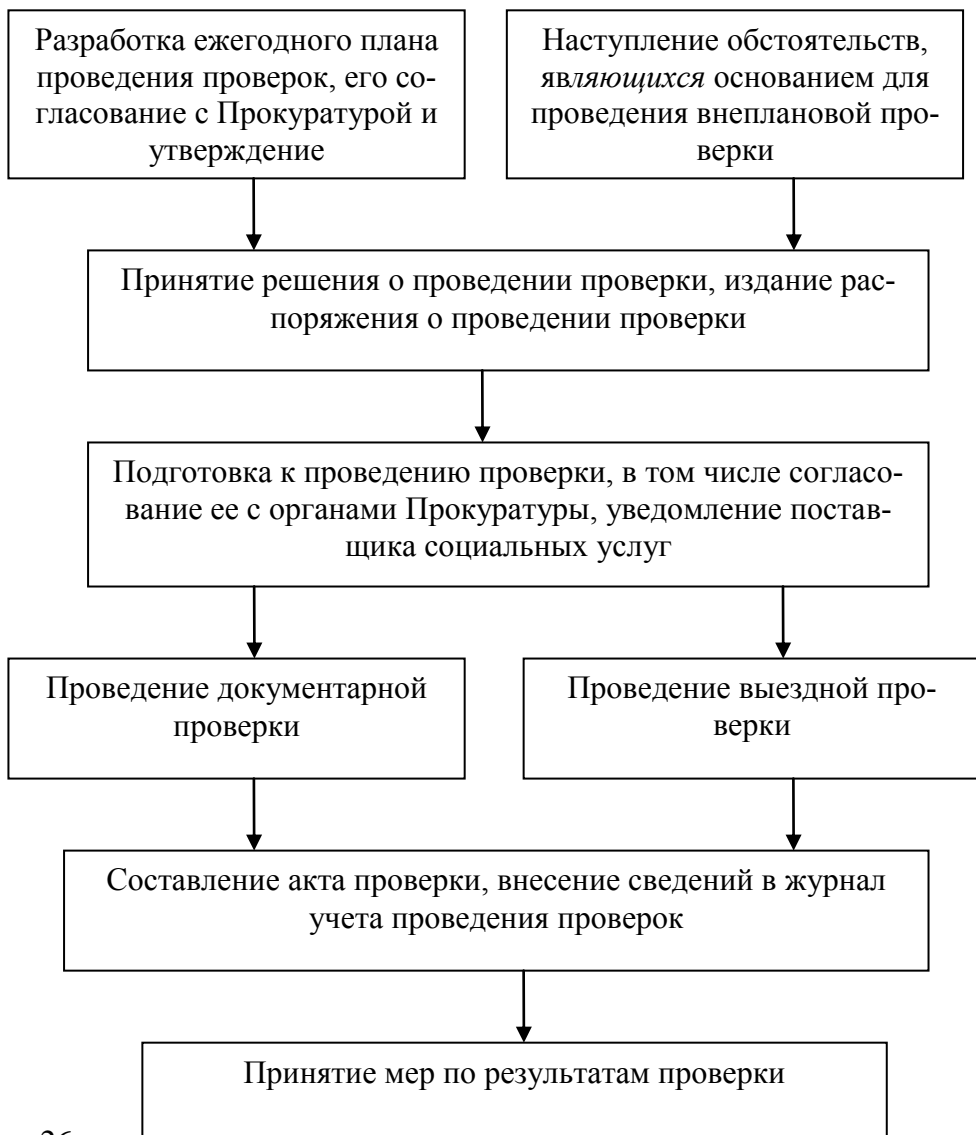 Разработка ежегодного плана
проведения проверок, его со-
гласование с Прокуратурой и
утверждение
Наступление обстоятельств,
являющихся основанием для
проведения внеплановой про-
верки
Принятие решения о проведении проверки, издание рас-
поряжения о проведении проверки
Подготовка к проведению проверки, в том числе согласо-
вание ее с органами Прокуратуры, уведомление постав-
щика социальных услуг
Проведение документарной
проверки
Проведение выездной про-
верки
Составление акта проверки, внесение сведений в журнал
учета проведения проверок
Принятие мер по результатам проверки